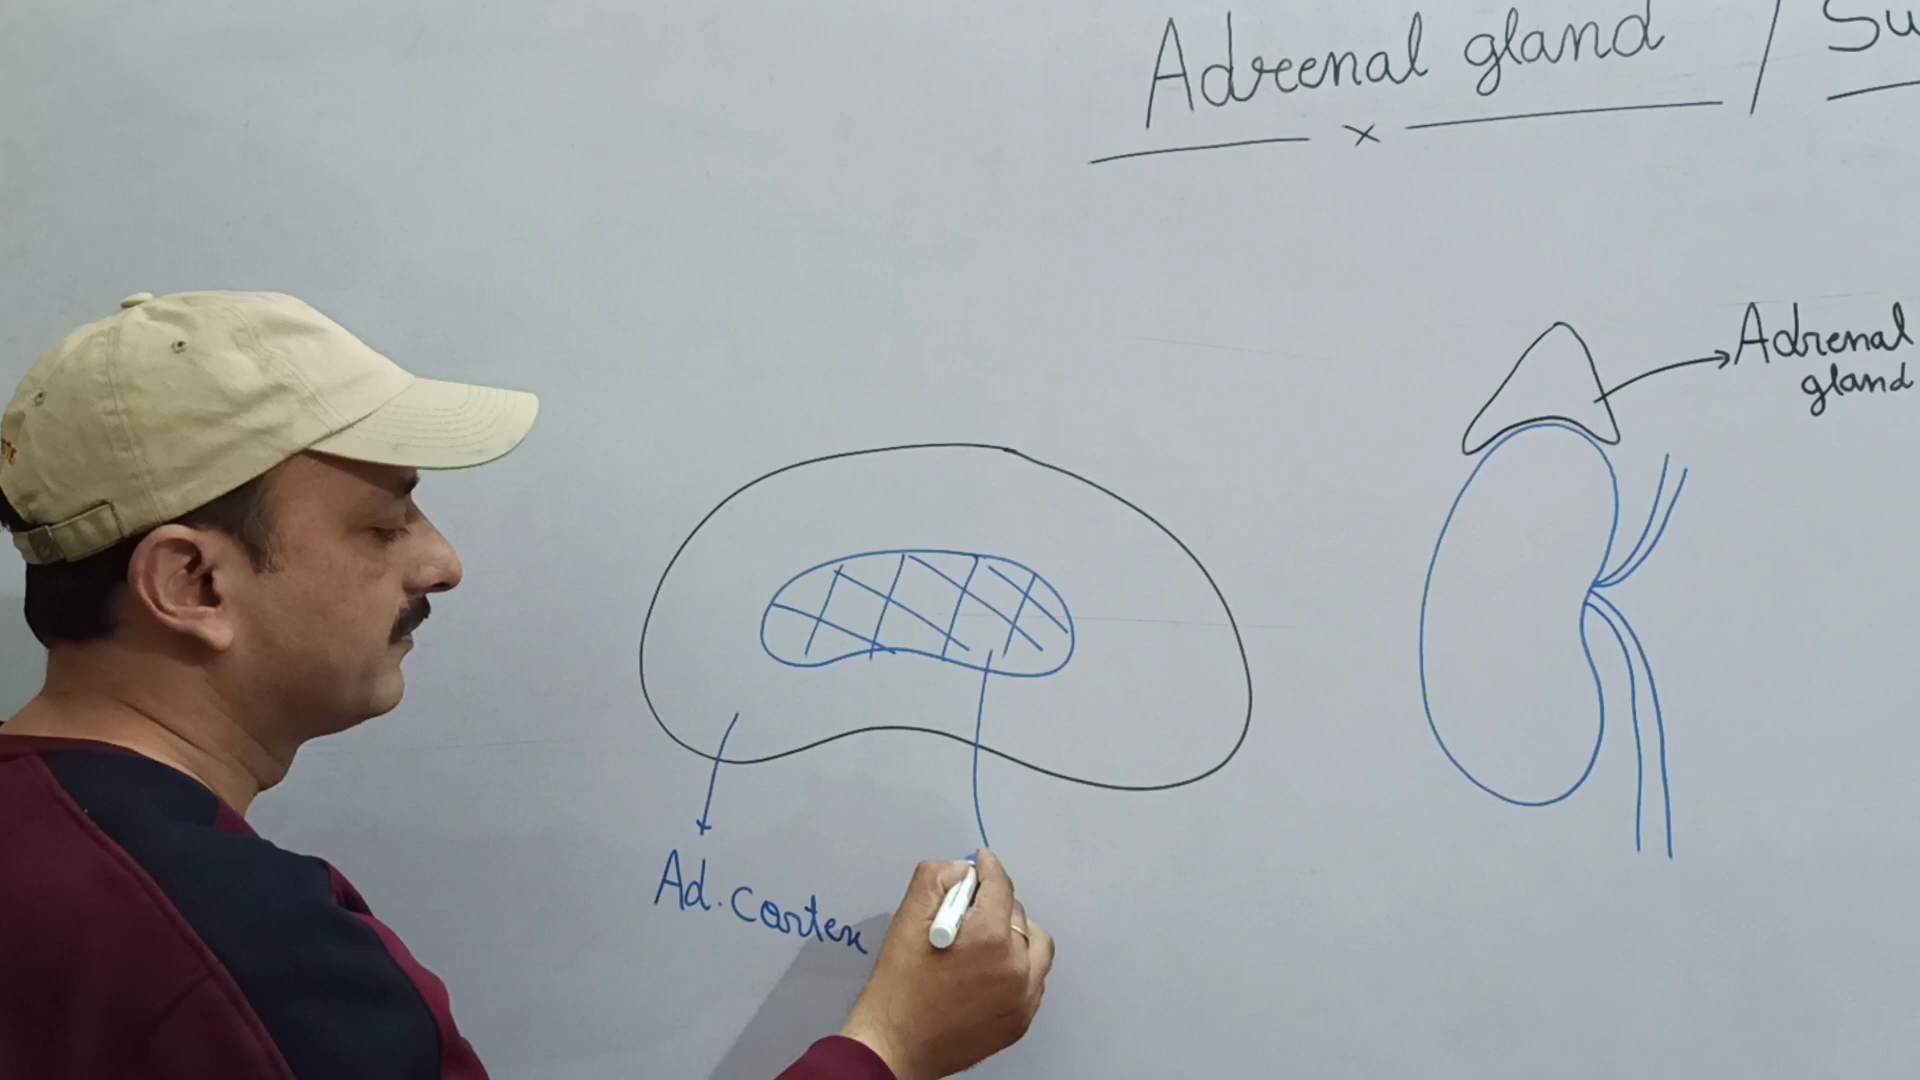 Adreenal gland / Su
Adrenal
gland
Ad. Cortex